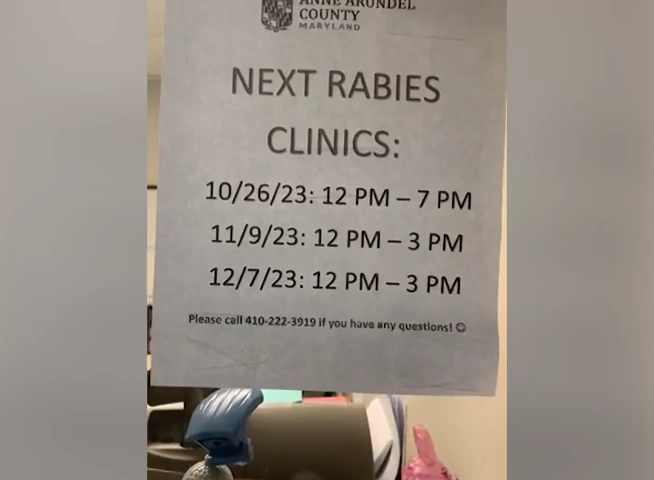 ANNE ARUNDEL
COUNTY
MARYLAND
NEXT RABIES
CLINICS:
10/26/23: 12 PM – 7 PM
11/9/23: 12 PM – 3 PM
12/7/23: 12 PM – 3 PM
Please call 410-222-3919 if you have any questions! ☺